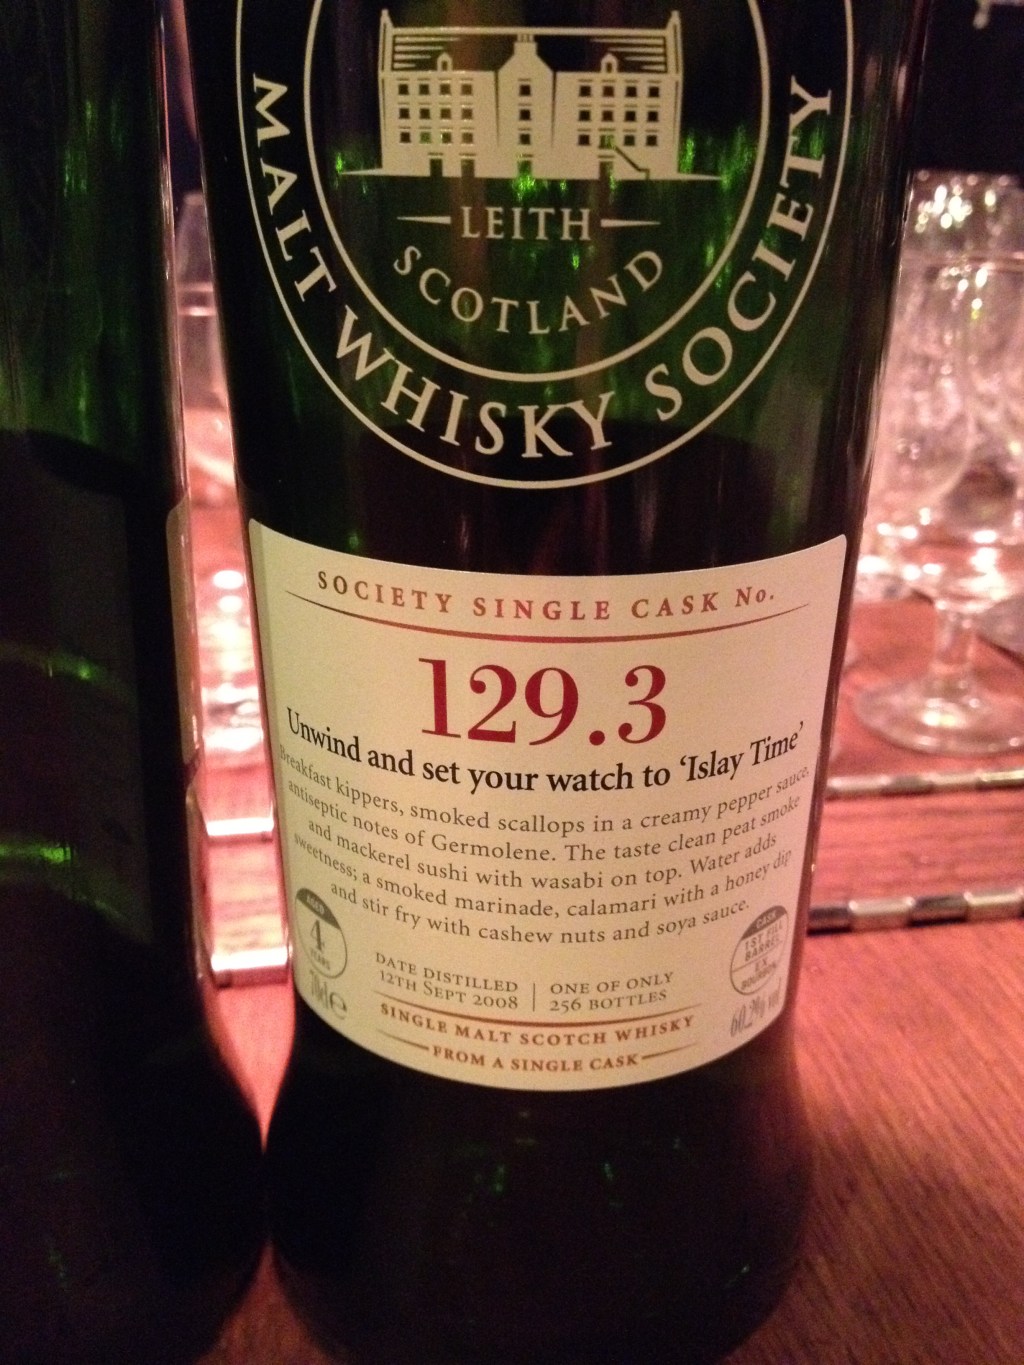 LEITH
SCOTLAND
MALT WHISKY SOCIETY
SOCIETY SINGLE CASK No.
129.3
Unwind and set your watch to ‘Islay Time’
Breakfast kippers, smoked scallops in a creamy pepper sauce,
antiseptic notes of Germolene. The taste clean peat smoke
and mackerel sushi with wasabi on top. Water adds
sweetness; a smoked marinade, calamari with a honey dip
and stir fry with cashew nuts and soya sauce.
AGED
4
YEARS
70cl e
DATE DISTILLED
12TH SEPT 2008
ONE OF ONLY
256 BOTTLES
CASK
1ST FILL
BARREL
EX
BOURBON
60.2% vol
SINGLE MALT SCOTCH WHISKY
FROM A SINGLE CASK